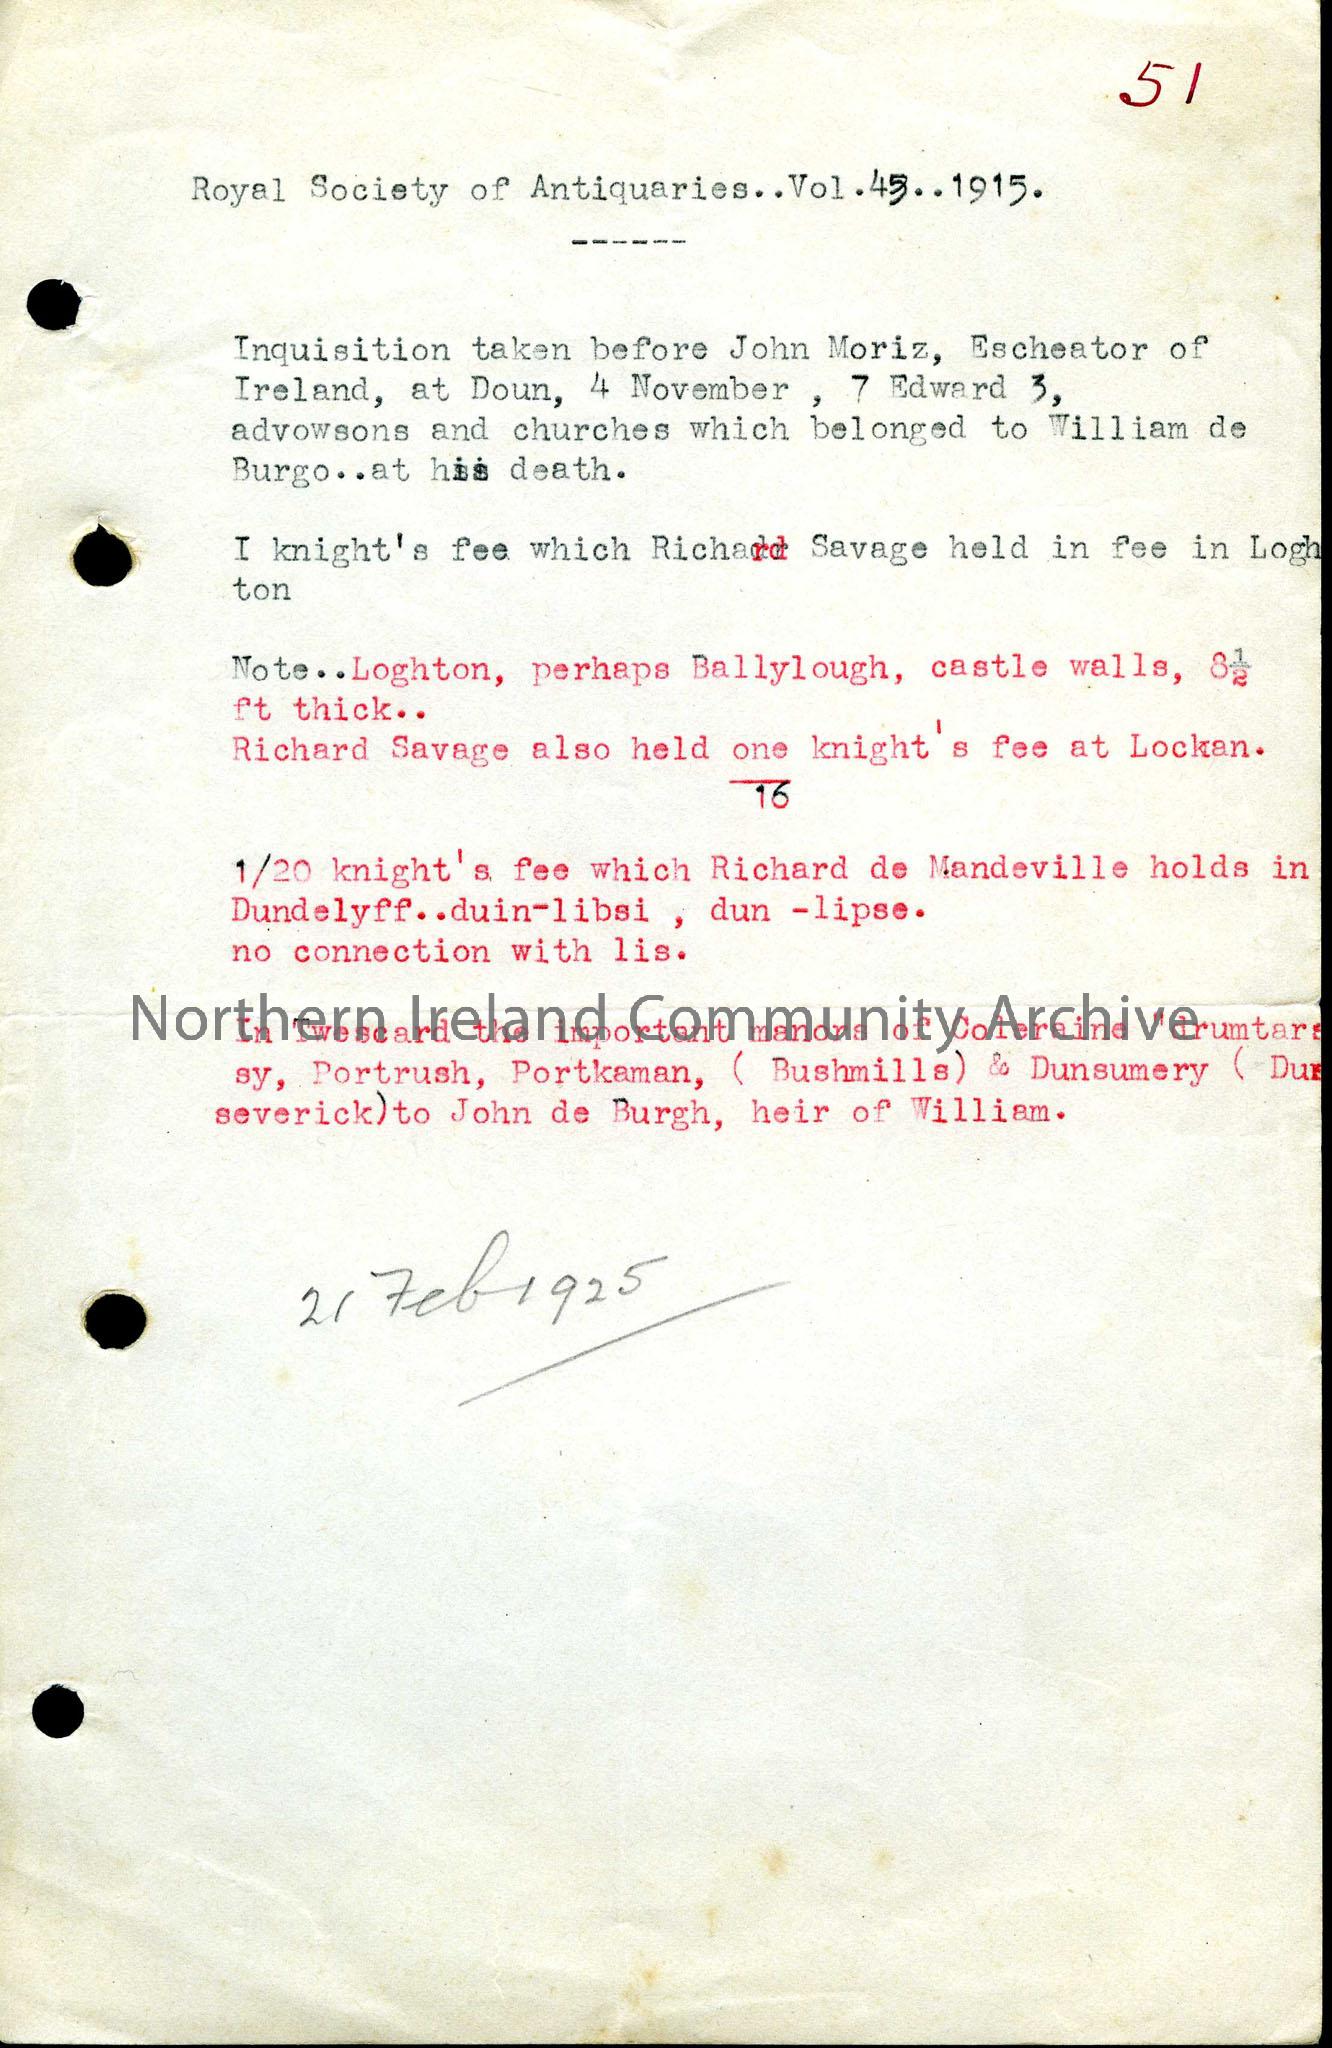 51
Royal Society of Antiquaries..Vol.45..1915.
------
Inquisition taken before John Moriz, Escheator of
Ireland, at Doun, 4 November , 7 Edward 3,
advowsons and churches which belonged to William de
Burgo..at his death.
I knight's fee which Richard Savage held in fee in Logh
ton
Note..Loghton, perhaps Ballylough, castle walls, 8½
ft thick..
Richard Savage also held one knight's fee at Lockan.
16
1/20 knight's fee which Richard de Mandeville holds in
Dundelyff..duin-libsi , dun -lipse.
no connection with lis.
Northern Ireland Community Archive
In Twescard the important manors of Coleraine "drumtars
sy, Portrush, Portkaman, ( Bushmills) & Dunsumery ( Dun
severick)to John de Burgh, heir of William.
21 Feb 1925